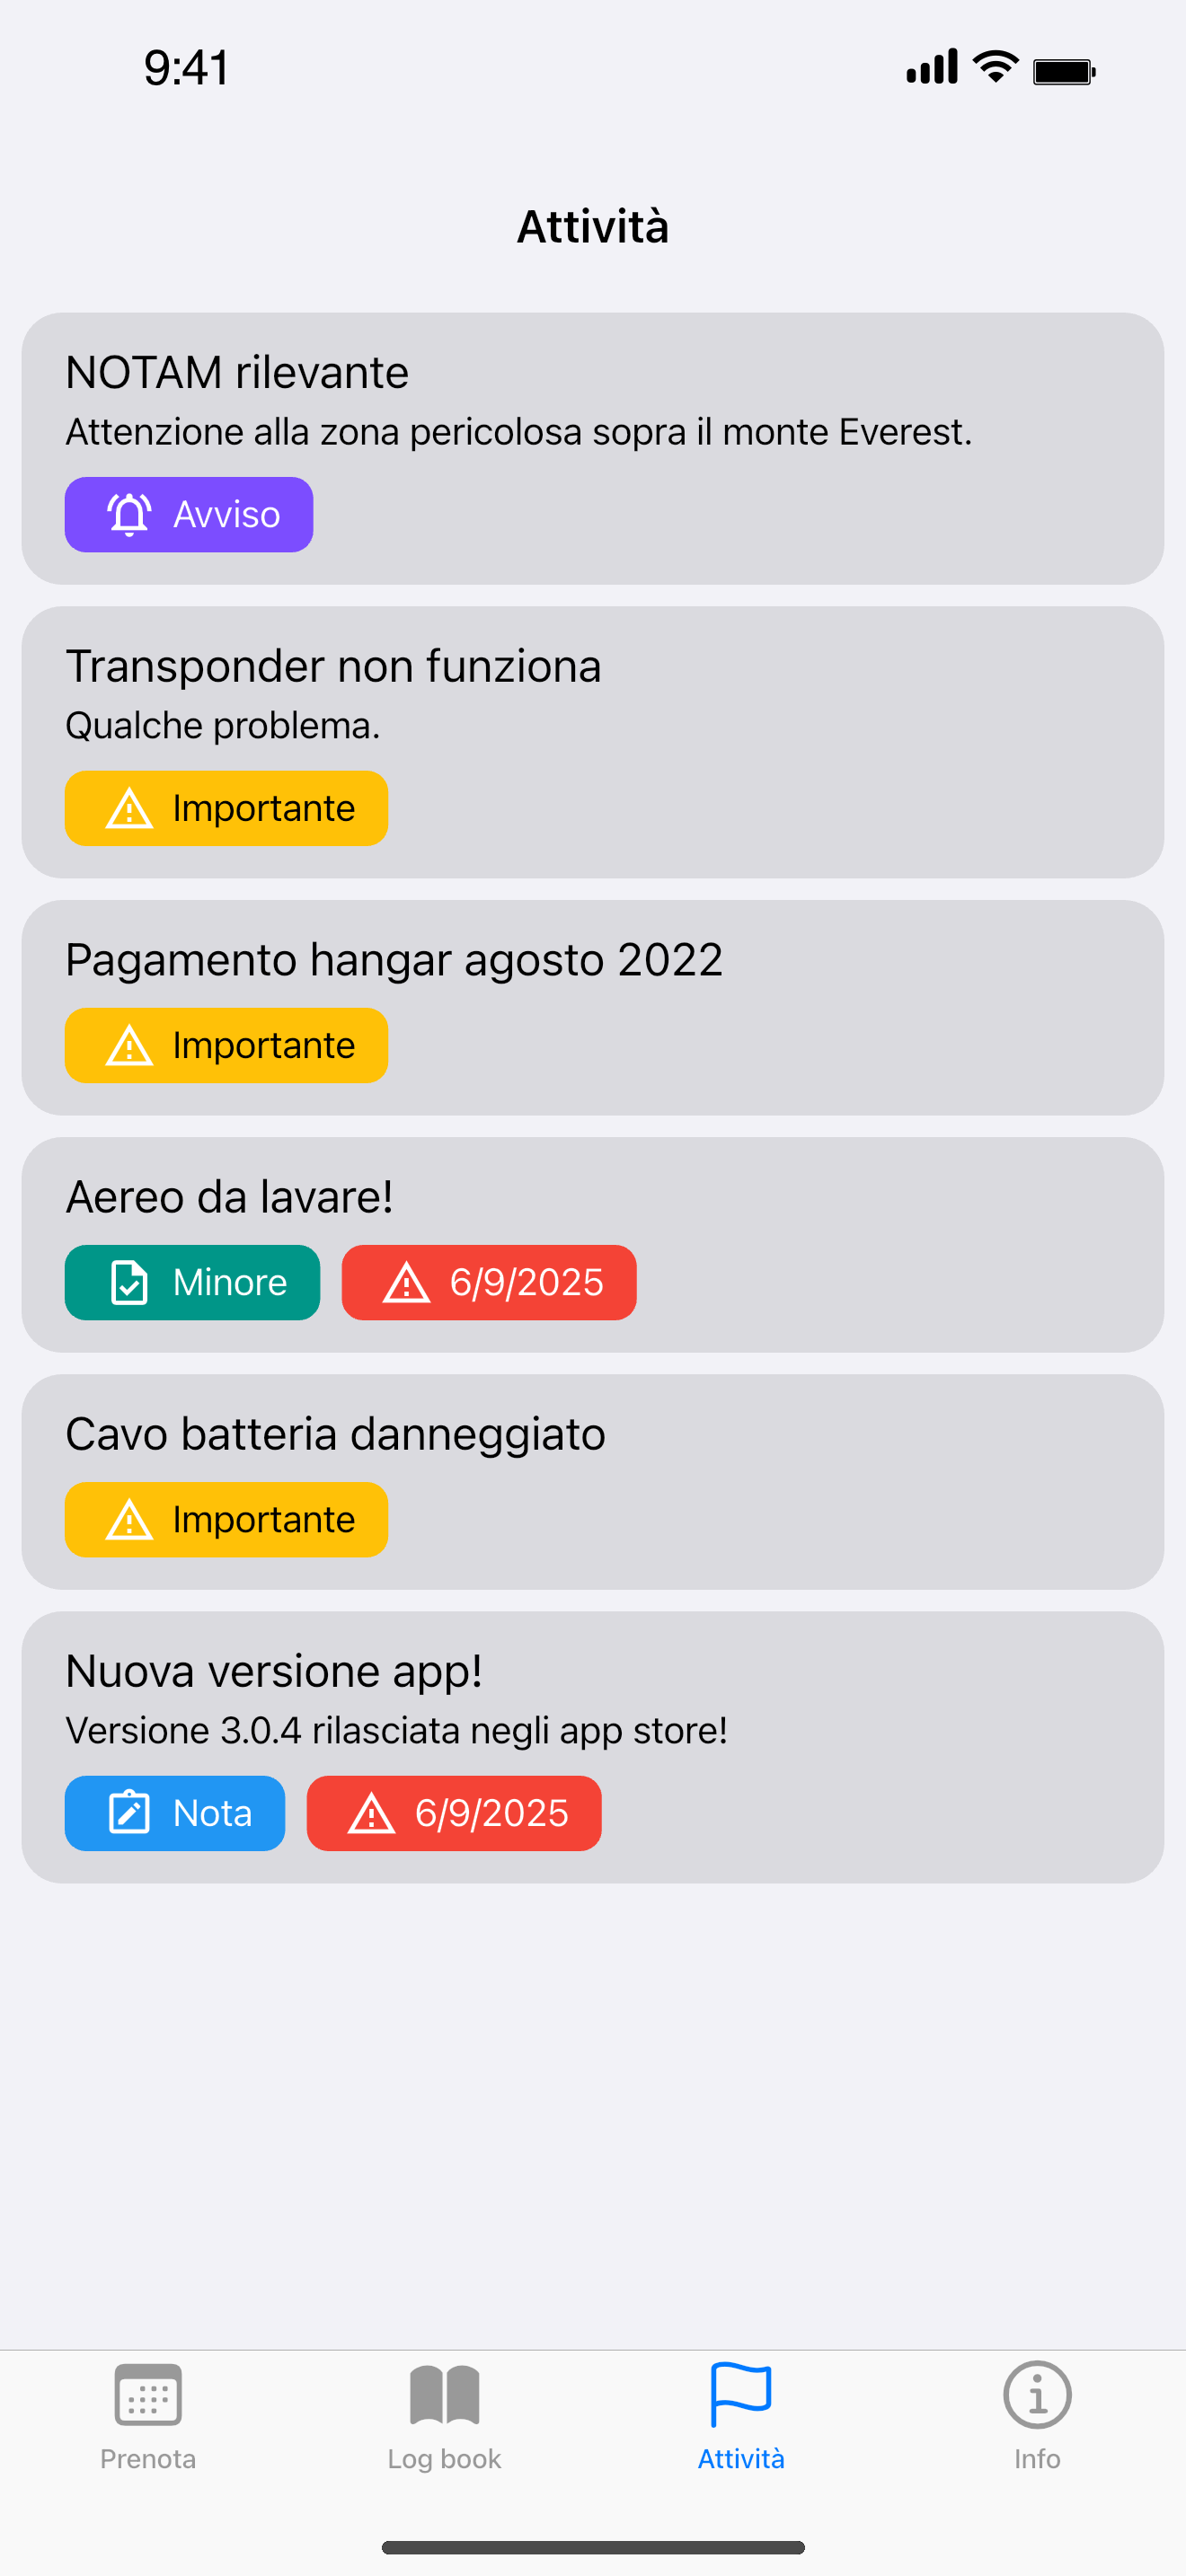 9:41
Attività
NOTAM rilevante
Attenzione alla zona pericolosa sopra il monte Everest.
Avviso
Transponder non funziona
Qualche problema.
Importante
Pagamento hangar agosto 2022
Importante
Aereo da lavare!
Minore 6/9/2025
Cavo batteria danneggiato
Importante
Nuova versione app!
Versione 3.0.4 rilasciata negli app store!
Nota 6/9/2025
Prenota Log book Attività Info